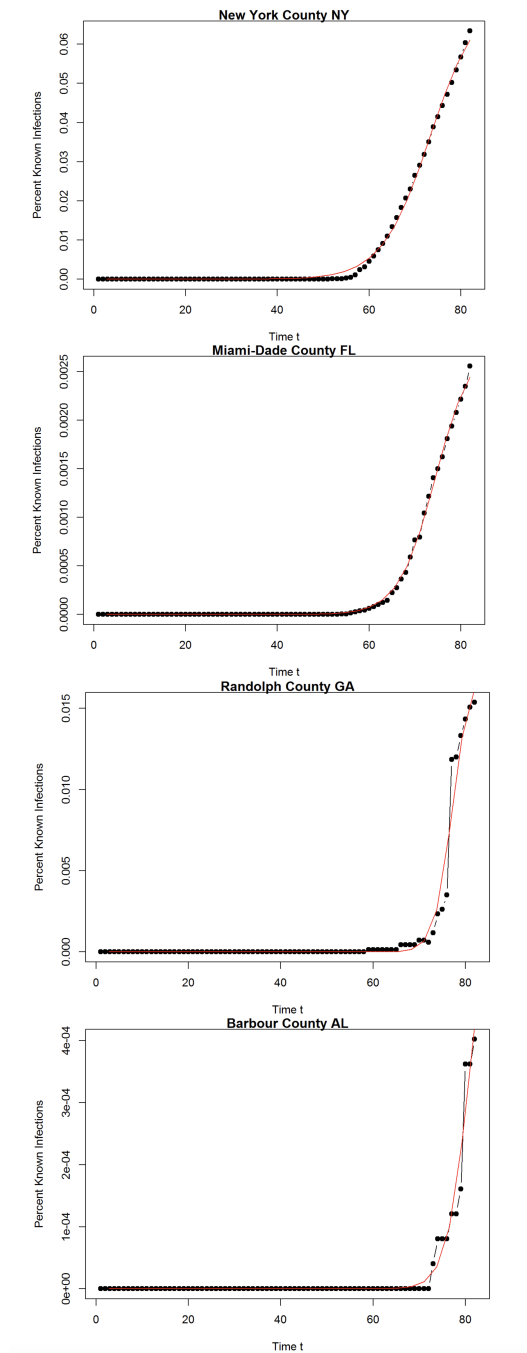 New York County NY
Percent Known Infections
0.00 0.01 0.02 0.03 0.04 0.05 0.06
0 20 40 60 80
Time t
Miami-Dade County FL
Percent Known Infections
0.0000 0.0005 0.0010 0.0015 0.0020 0.0025
0 20 40 60 80
Time t
Randolph County GA
Percent Known Infections
0.000 0.005 0.010 0.015
0 20 40 60 80
Time t
Barbour County AL
Percent Known Infections
0e+00 1e-04 2e-04 3e-04 4e-04
0 20 40 60 80
Time t